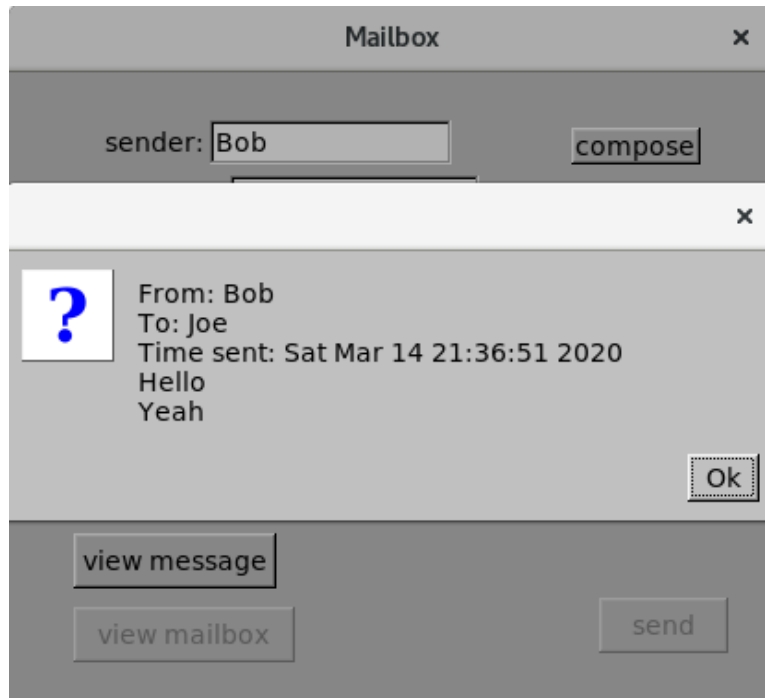 Mailbox
sender: Bob
compose
?
From: Bob
To: Joe
Time sent: Sat Mar 14 21:36:51 2020
Hello
Yeah
Ok
view message
view mailbox
send